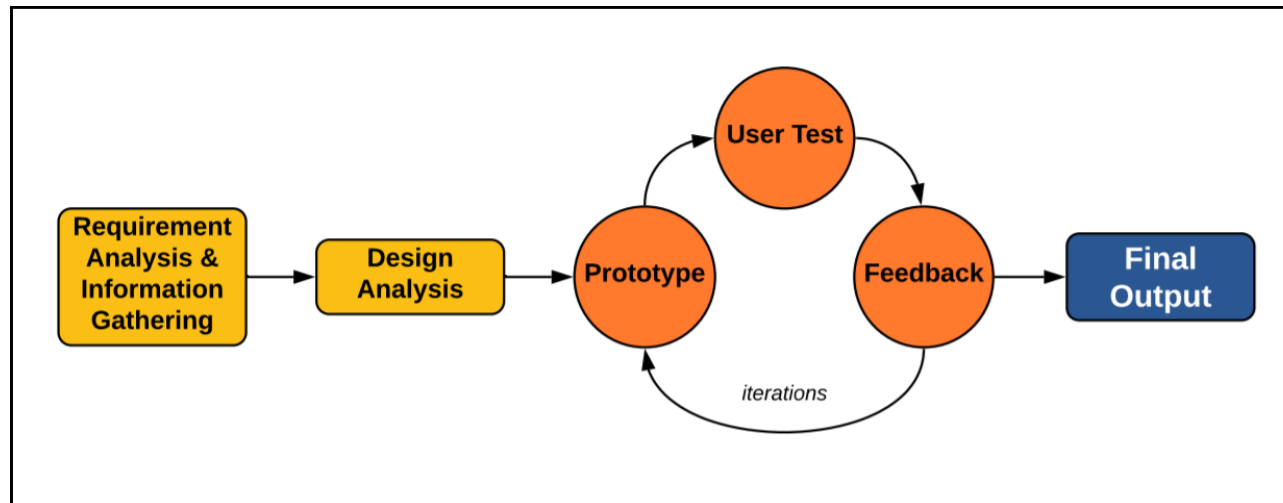 Requirement
Analysis &
Information
Gathering
Design
Analysis
Prototype
User Test
Feedback
iterations
Final
Output